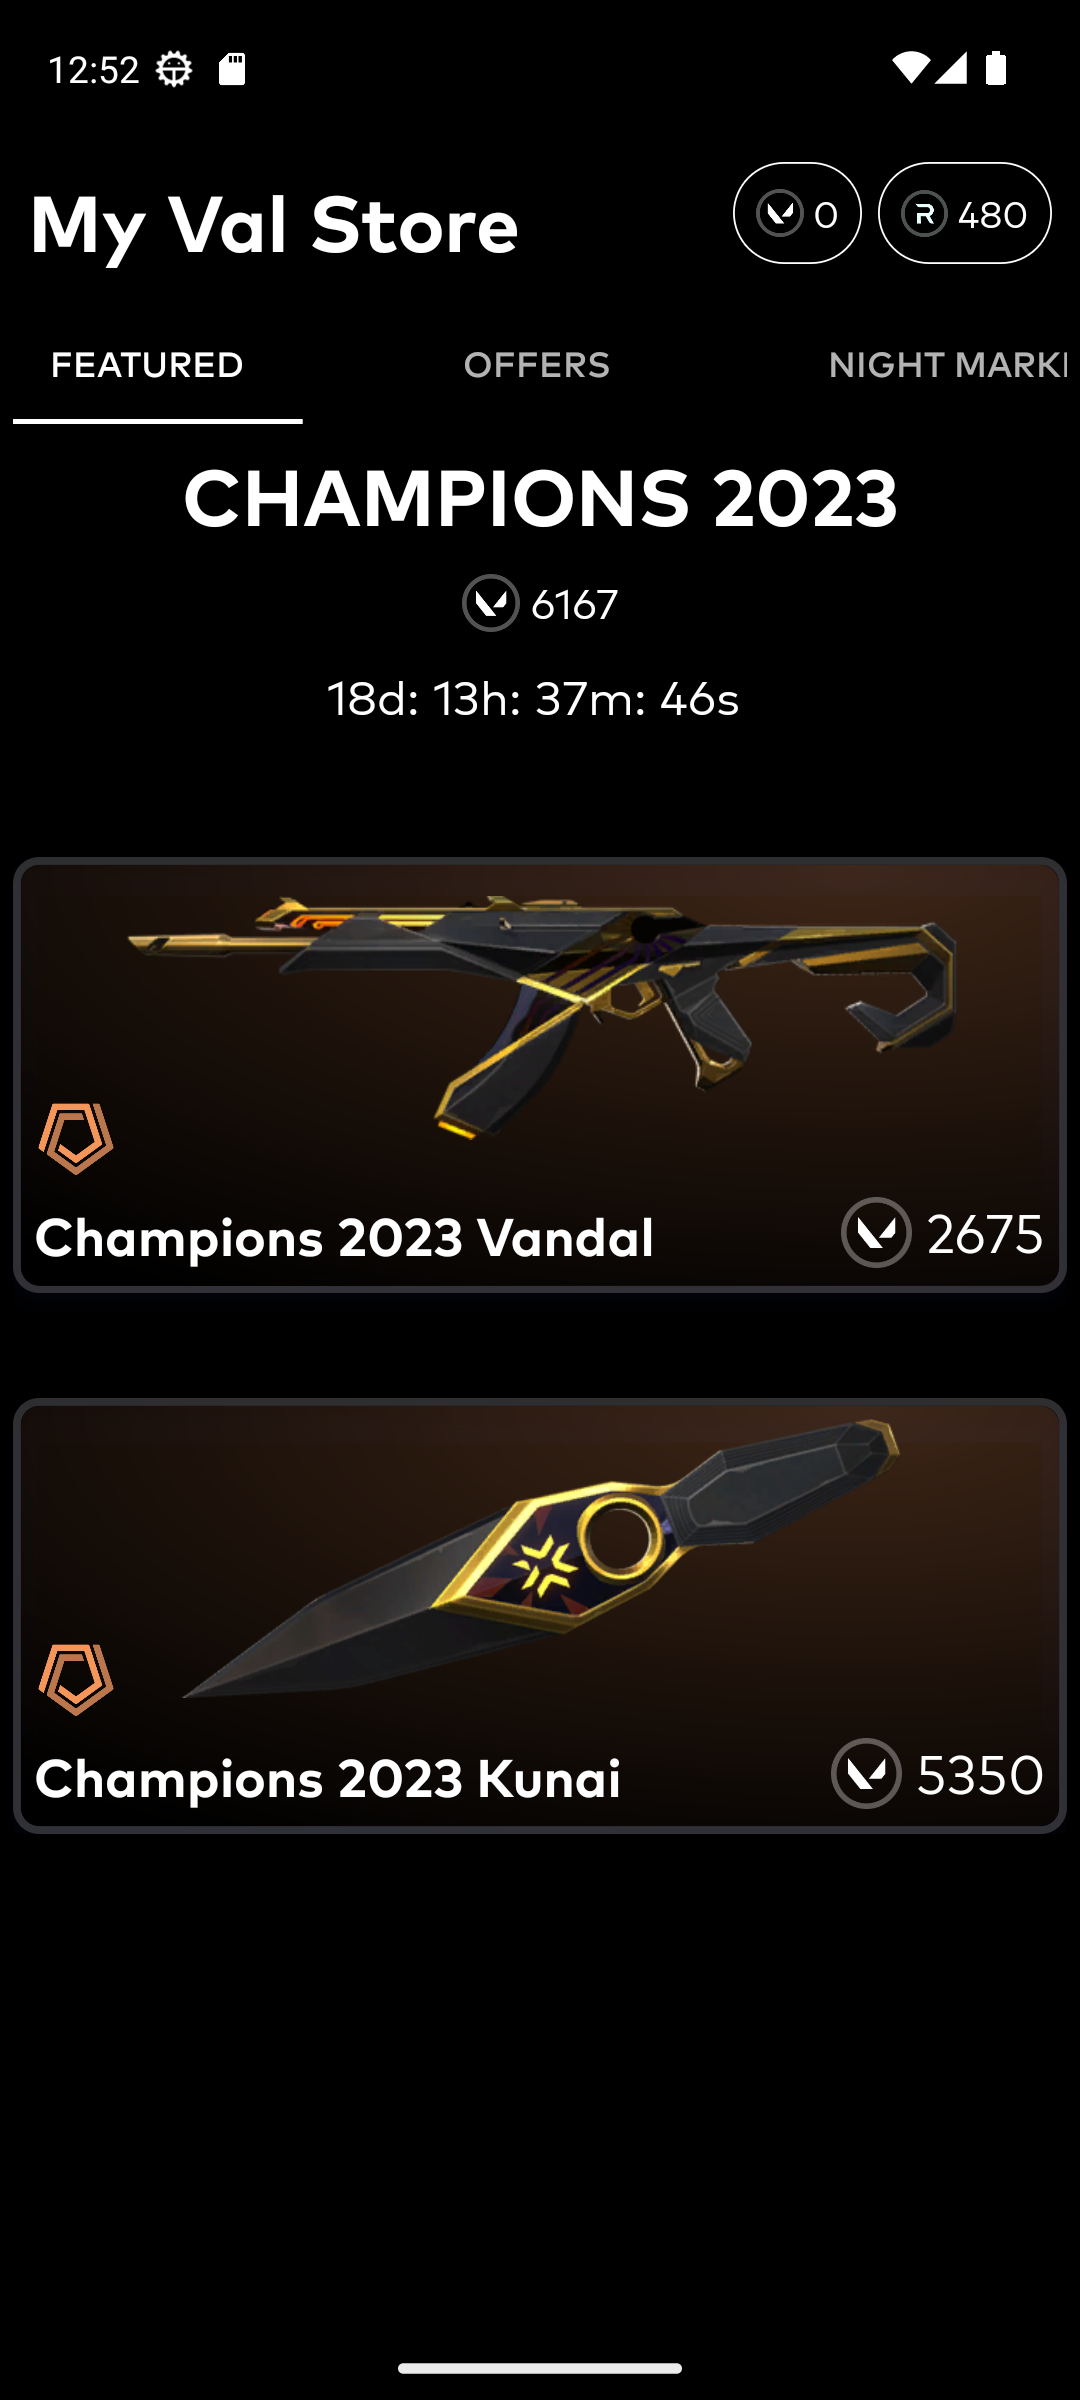 12:52
My Val Store
0
480
FEATURED
OFFERS
NIGHT MARK
CHAMPIONS 2023
6167
18d: 13h: 37m: 46s
Champions 2023 Vandal
2675
Champions 2023 Kunai
5350